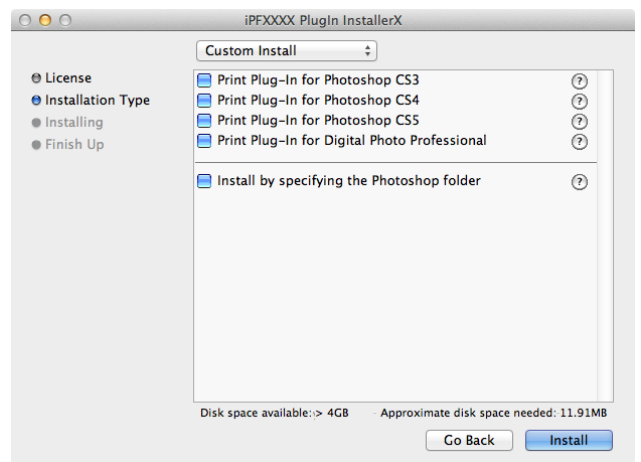 iPFXXXX PlugIn InstallerX
Custom Install
License
Installation Type
Installing
Finish Up
Print Plug-In for Photoshop CS3 ?
Print Plug-In for Photoshop CS4 ?
Print Plug-In for Photoshop CS5 ?
Print Plug-In for Digital Photo Professional ?
Install by specifying the Photoshop folder ?
Disk space available: > 4GB Approximate disk space needed: 11.91MB
Go Back Install